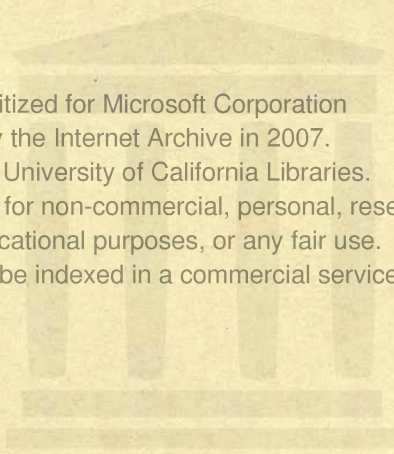 itized for Microsoft Corporation
the Internet Archive in 2007.
University of California Libraries.
for non-commercial, personal, rese
cational purposes, or any fair use.
be indexed in a commercial service